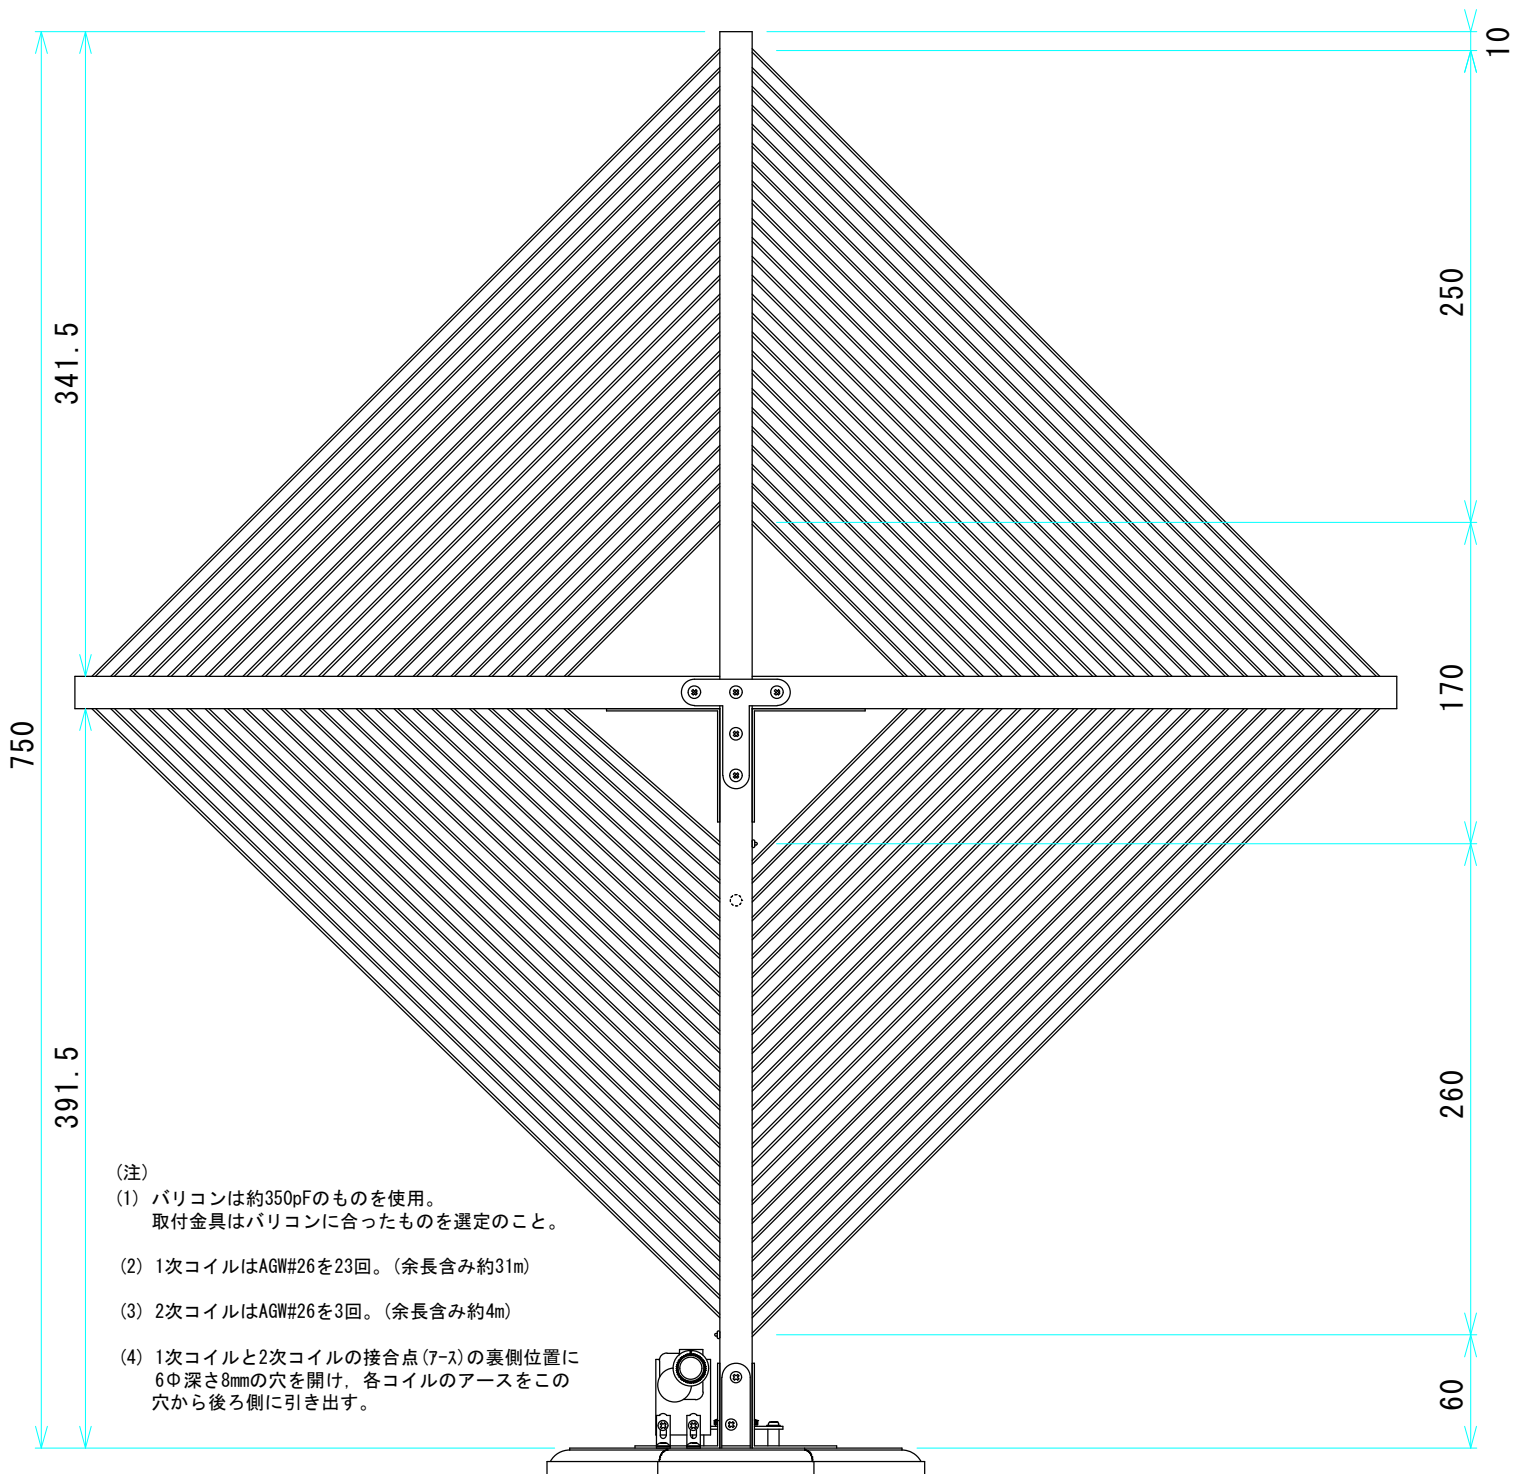 10
250
341.5
170
750
260
391.5
60
(注)
(1) バリコンは約350pFのものを使用。
取付金具はバリコンに合ったものを選定のこと。
(2) 1次コイルはAGW#26を23回。(余長含み約31m)
(3) 2次コイルはAGW#26を3回。(余長含み約4m)
(4) 1次コイルと2次コイルの接合点(ｱｰｽ)の裏側位置に
6Φ深さ8mmの穴を開け, 各コイルのアースをこの
穴から後ろ側に引き出す。